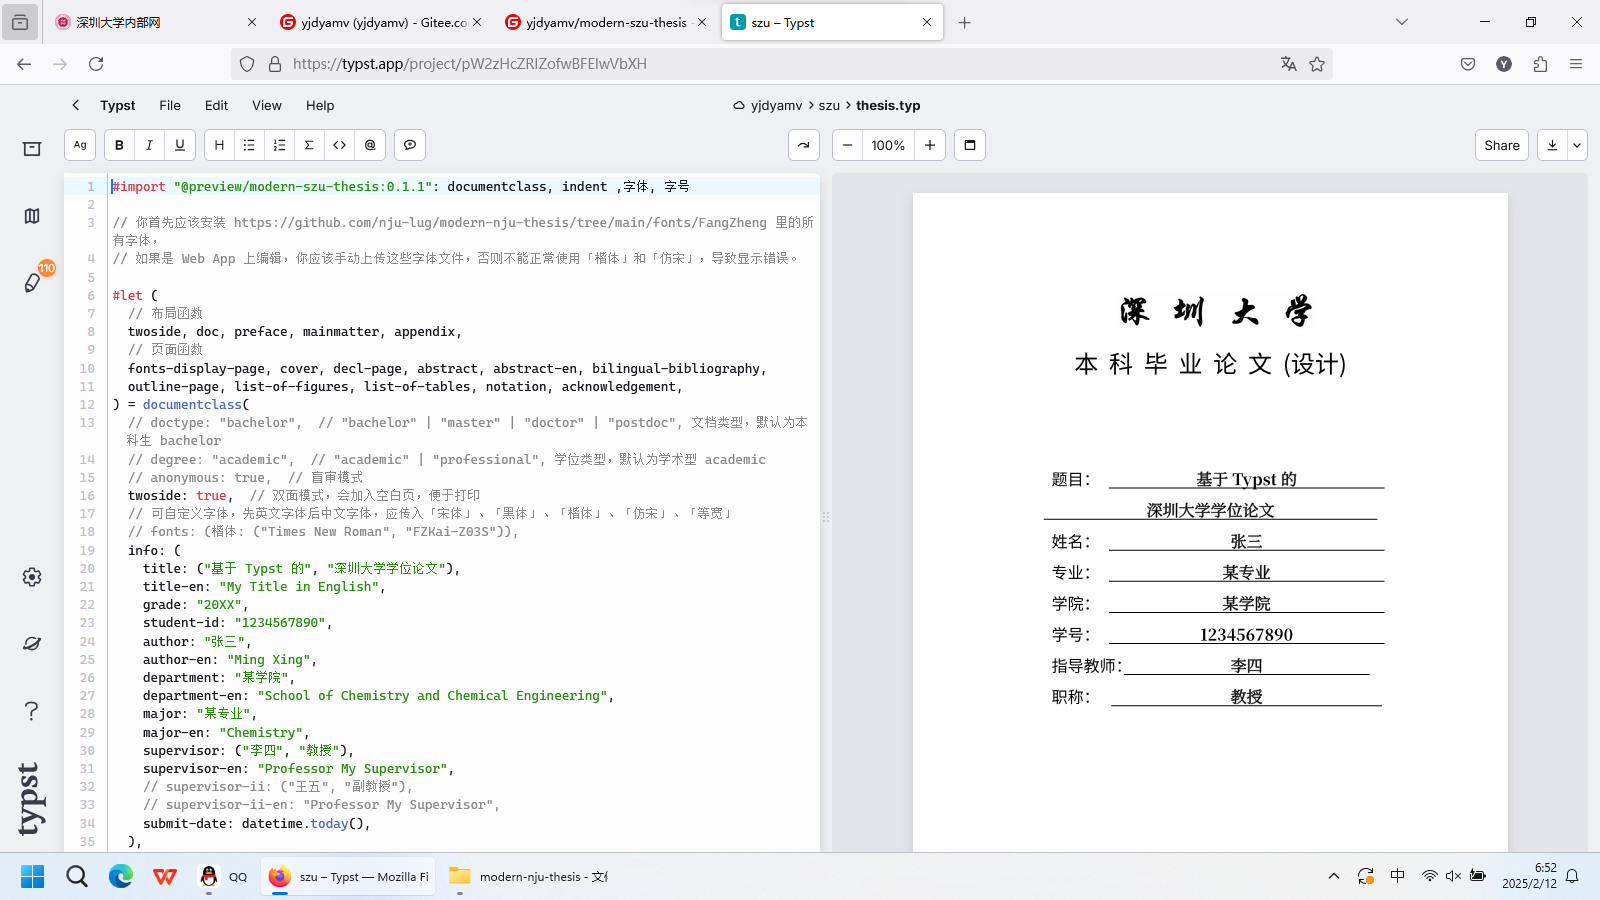 深圳大学内部网
yjdyamv (yjdyamv) - Gitee.co
yjdyamv/modern-szu-thesis
szu – Typst
https://typst.app/project/pW2zHcZRlZofwBFElwVbXH
Typst File Edit View Help
yjdyamv > szu > thesis.typ
Ag B I U H Σ <> @
100%
Share
110
1 #import "@preview/modern-szu-thesis:0.1.1": documentclass, indent ,字体, 字号
2
3 // 你首先应该安装 https://github.com/nju-lug/modern-nju-thesis/tree/main/fonts/FangZheng 里的所
有字体，
4 // 如果是 Web App 上编辑，你应该手动上传这些字体文件，否则不能正常使用「楷体」和「仿宋」，导致显示错误。
5
6 #let (
7 // 布局函数
8 twoside, doc, preface, mainmatter, appendix,
9 // 页面函数
10 fonts-display-page, cover, decl-page, abstract, abstract-en, bilingual-bibliography,
11 outline-page, list-of-figures, list-of-tables, notation, acknowledgement,
12 ) = documentclass(
13 // doctype: "bachelor", // "bachelor" | "master" | "doctor" | "postdoc", 文档类型，默认为本
科生 bachelor
14 // degree: "academic", // "academic" | "professional", 学位类型，默认为学术型 academic
15 // anonymous: true, // 盲审模式
16 twoside: true, // 双面模式，会加入空白页，便于打印
17 // 可自定义字体，先英文字体后中文字体，应传入「宋体」、「黑体」、「楷体」、「仿宋」、「等宽」
18 // fonts: (楷体: ("Times New Roman", "FZKai-Z03S")),
19 info: (
20 title: ("基于 Typst 的", "深圳大学学位论文"),
21 title-en: "My Title in English",
22 grade: "20XX",
23 student-id: "1234567890",
24 author: "张三",
25 author-en: "Ming Xing",
26 department: "某学院",
27 department-en: "School of Chemistry and Chemical Engineering",
28 major: "某专业",
29 major-en: "Chemistry",
30 supervisor: ("李四", "教授"),
31 supervisor-en: "Professor My Supervisor",
32 // supervisor-ii: ("王五", "副教授"),
33 // supervisor-ii-en: "Professor My Supervisor",
34 submit-date: datetime.today(),
35 ),
typst
深 圳 大 学
本 科 毕 业 论 文 (设计)
题目： 基于 Typst 的
深圳大学学位论文
姓名： 张三
专业： 某专业
学院： 某学院
学号： 1234567890
指导教师： 李四
职称： 教授
QQ
szu – Typst — Mozilla Fi
modern-nju-thesis - 文
中
6:52
2025/2/12